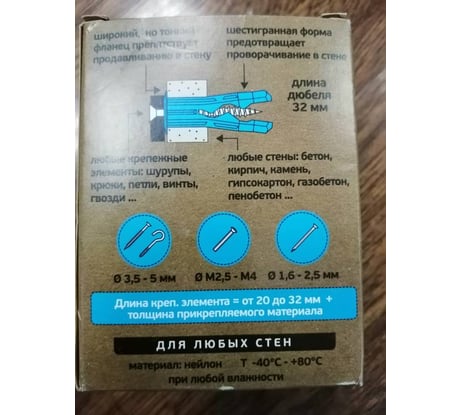 широкий, но тонкий
фланец препятствует
продавливанию в стену
шестигранная форма
предотвращает
проворачивание в стене
длина
дюбеля
32 мм
любые крепежные
элементы: шурупы,
крюки, петли, винты,
гвозди ...
любые стены: бетон,
кирпич, камень,
гипсокартон, газобетон,
пенобетон ...
Ø 3,5 - 5 мм
Ø M2,5 - M4
Ø 1,6 - 2,5 мм
Длина креп. элемента = от 20 до 32 мм +
толщина прикрепляемого материала
ДЛЯ ЛЮБЫХ СТЕН
материал: нейлон T -40°C - +80°C
при любой влажности